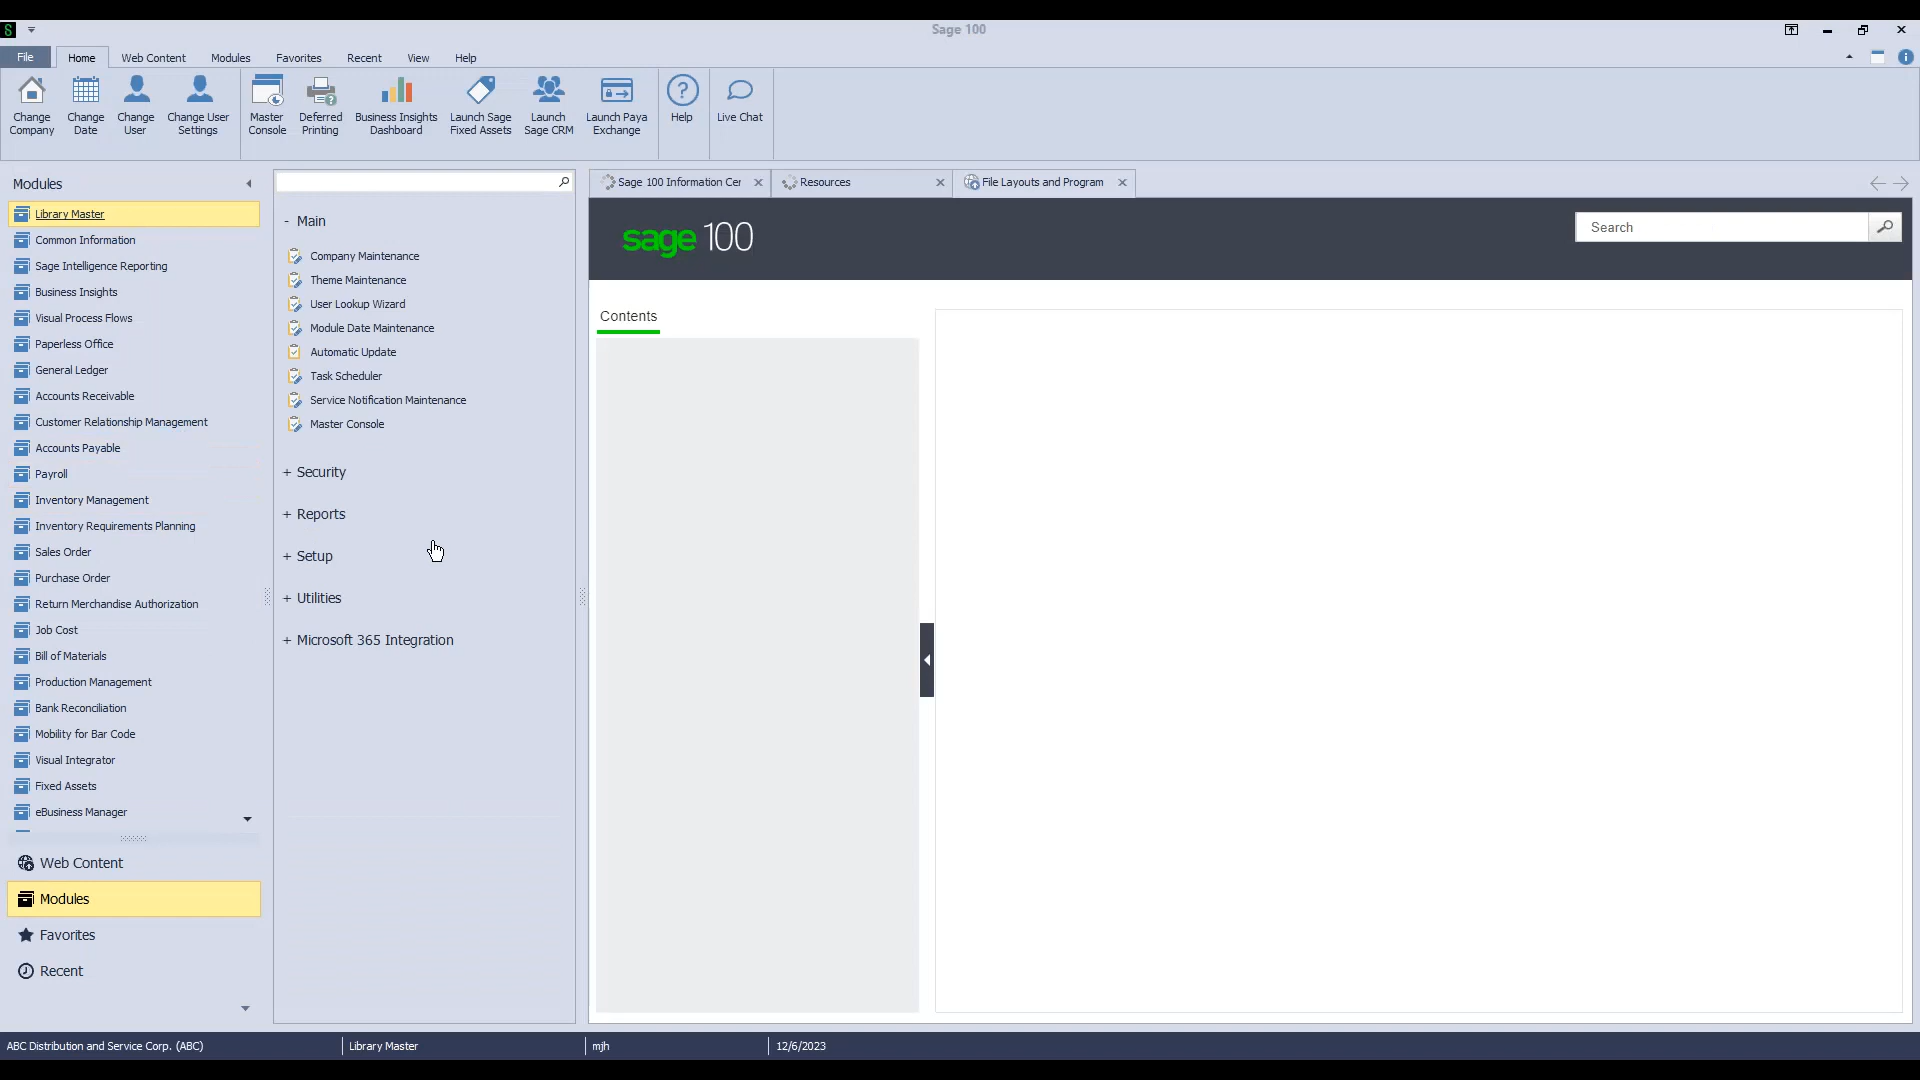 Sage 100
File Home Web Content Modules Favorites Recent View Help
Change Company
Change Date
Change User
Change User Settings
Master Console
Deferred Printing
Business Insights Dashboard
Launch Sage Fixed Assets
Launch Sage CRM
Launch Paya Exchange
Help
Live Chat
Modules
Library Master
Common Information
Sage Intelligence Reporting
Business Insights
Visual Process Flows
Paperless Office
General Ledger
Accounts Receivable
Customer Relationship Management
Accounts Payable
Payroll
Inventory Management
Inventory Requirements Planning
Sales Order
Purchase Order
Return Merchandise Authorization
Job Cost
Bill of Materials
Production Management
Bank Reconciliation
Mobility for Bar Code
Visual Integrator
Fixed Assets
eBusiness Manager
Web Content
Modules
Favorites
Recent
- Main
Company Maintenance
Theme Maintenance
User Lookup Wizard
Module Date Maintenance
Automatic Update
Task Scheduler
Service Notification Maintenance
Master Console
+ Security
+ Reports
+ Setup
+ Utilities
+ Microsoft 365 Integration
Sage 100 Information Cer
Resources
File Layouts and Program
sage 100
Search
Contents
ABC Distribution and Service Corp. (ABC) Library Master mjh 12/6/2023